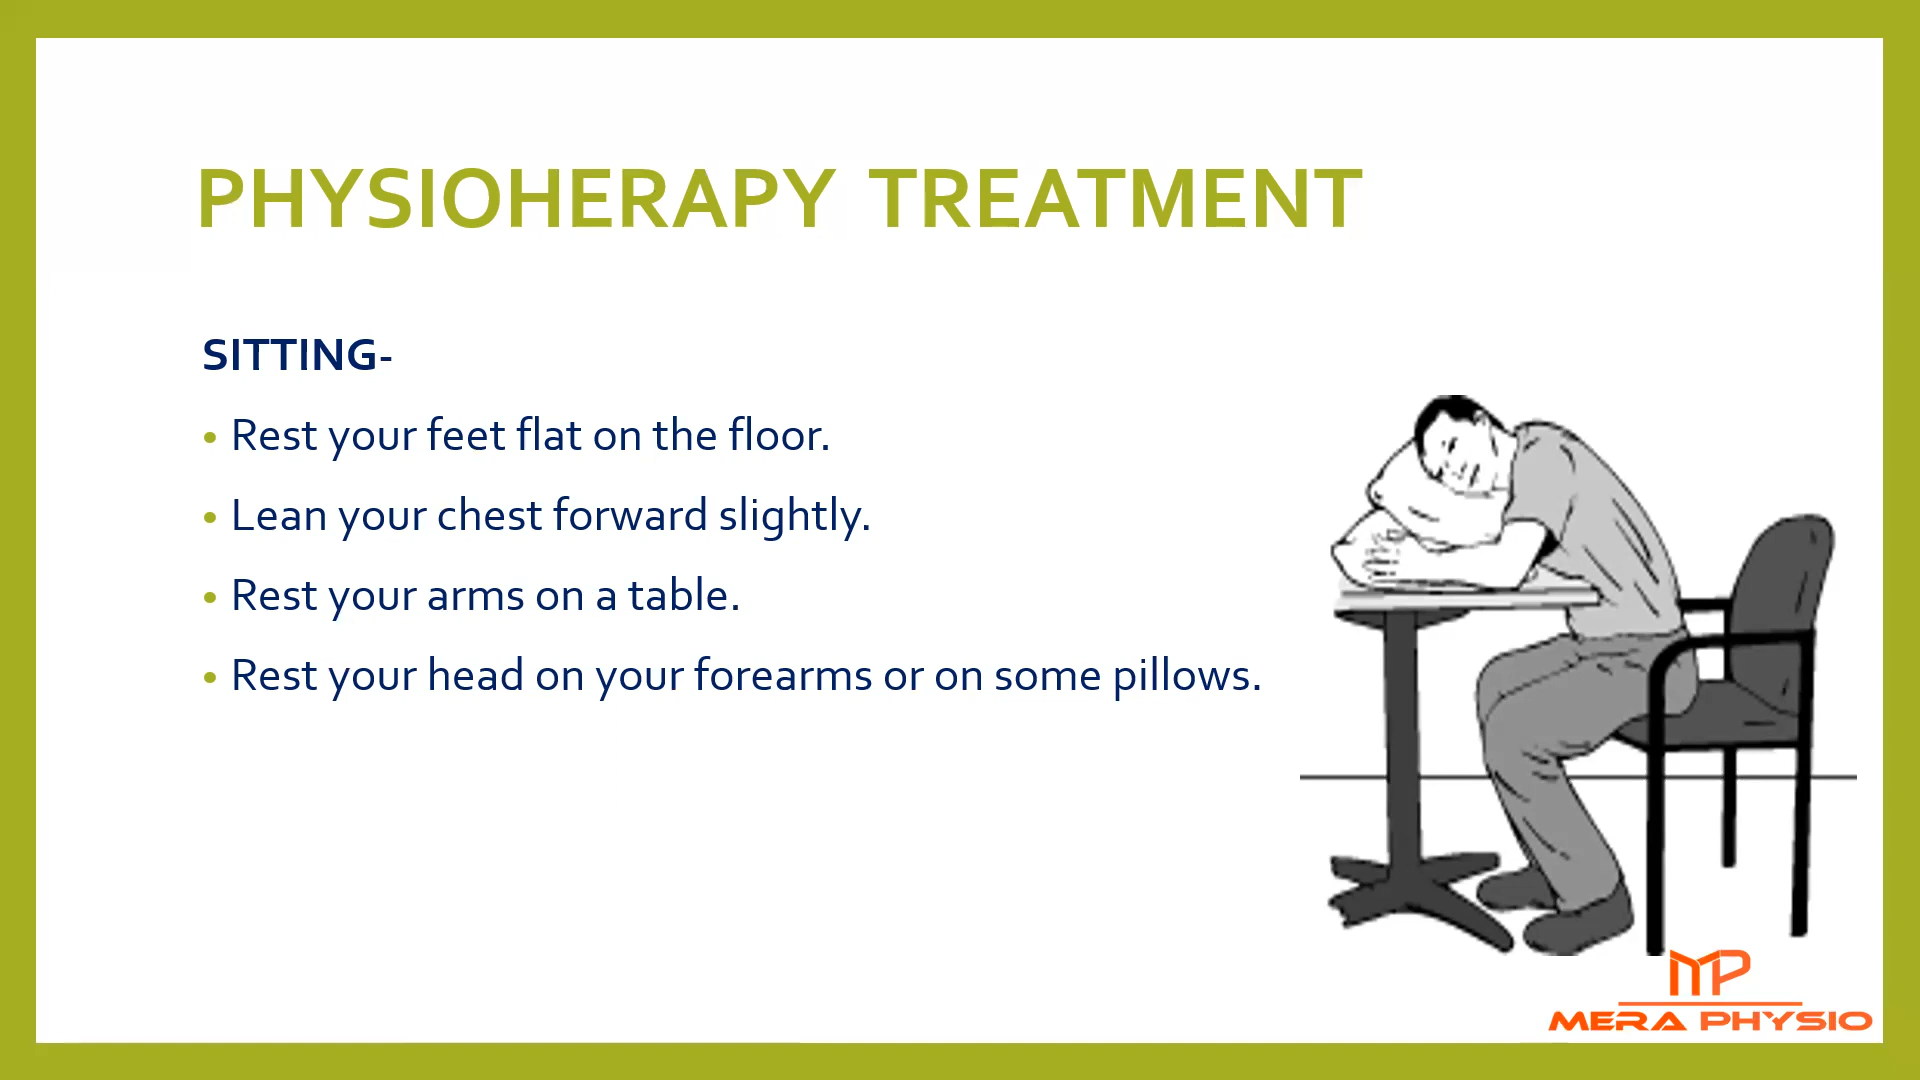 PHYSIOHERAPY TREATMENT
SITTING-
• Rest your feet flat on the floor.
• Lean your chest forward slightly.
• Rest your arms on a table.
• Rest your head on your forearms or on some pillows.
MP
MERA PHYSIO